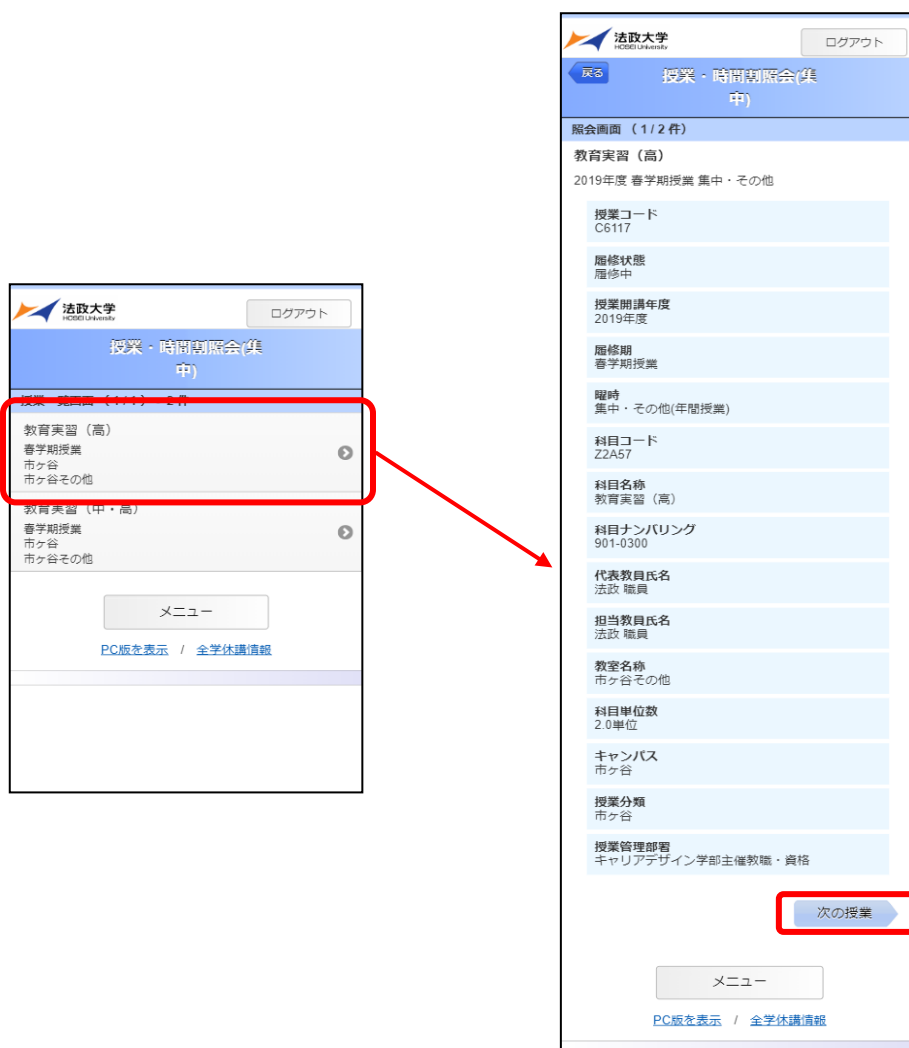 法政大学
HOSEI University
ログアウト
授業・時間割照会(集
中)
教育実習（高）
春学期授業
市ヶ谷
市ヶ谷その他
教育実習（中・高）
春学期授業
市ヶ谷
市ヶ谷その他
メニュー
PC版を表示 / 全学休講情報
法政大学
HOSEI University
ログアウト
戻る
授業・時間割照会(集
中)
照会画面 （1/2件）
教育実習（高）
2019年度 春学期授業 集中・その他
授業コード
C6117
履修状態
履修中
授業開講年度
2019年度
履修期
春学期授業
曜時
集中・その他(年間授業)
科目コード
Z2A57
科目名称
教育実習（高）
科目ナンバリング
901-0300
代表教員氏名
法政 職員
担当教員氏名
法政 職員
教室名称
市ヶ谷その他
科目単位数
2.0単位
キャンパス
市ヶ谷
授業分類
市ヶ谷
授業管理部署
キャリアデザイン学部主催教職・資格
次の授業
メニュー
PC版を表示 / 全学休講情報